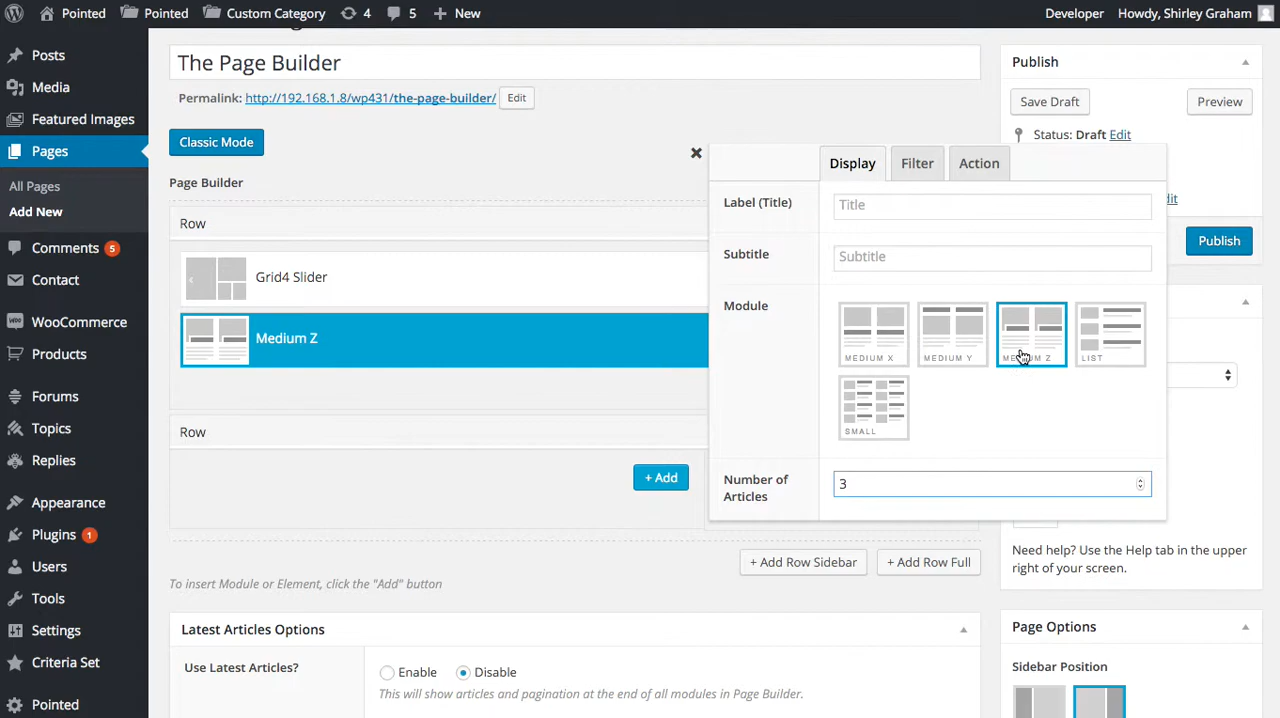 Pointed
Pointed
Custom Category
4
5
New
Developer
Howdy, Shirley Graham
Posts
Media
Featured Images
Pages
All Pages
Add New
Comments 5
Contact
WooCommerce
Products
Forums
Topics
Replies
Appearance
Plugins 1
Users
Tools
Settings
Criteria Set
Pointed
The Page Builder
Permalink: http://192.168.1.8/wp431/the-page-builder/ Edit
Classic Mode
Page Builder
Row
Grid4 Slider
Medium Z
Row
+ Add
+ Add Row Sidebar
+ Add Row Full
To insert Module or Element, click the "Add" button
Latest Articles Options
Use Latest Articles?
Enable
Disable
This will show articles and pagination at the end of all modules in Page Builder.
Display
Filter
Action
Label (Title)
Title
Subtitle
Subtitle
Module
MEDIUM X
MEDIUM Y
MEDIUM Z
LIST
SMALL
Number of
Articles
3
Publish
Save Draft
Preview
Status: Draft Edit
Publish
Need help? Use the Help tab in the upper
right of your screen.
Page Options
Sidebar Position